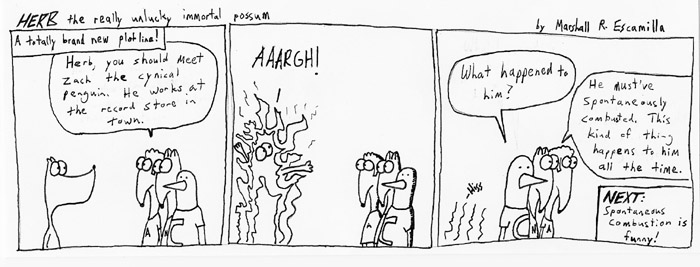 HERB the really unlucky immortal possum
by Marshall R. Escamilla
A totally brand new plotline!
Herb, you should meet
Zach the cynical
penguin. He works at
the record store in
town.
A A C
AAARGH!
A C
What happened to
him?
He must've
spontaneously
combusted. This
kind of thing
happens to him
all the time.
Hiss
C N A
NEXT:
Spontaneous
Combustion is
funny!